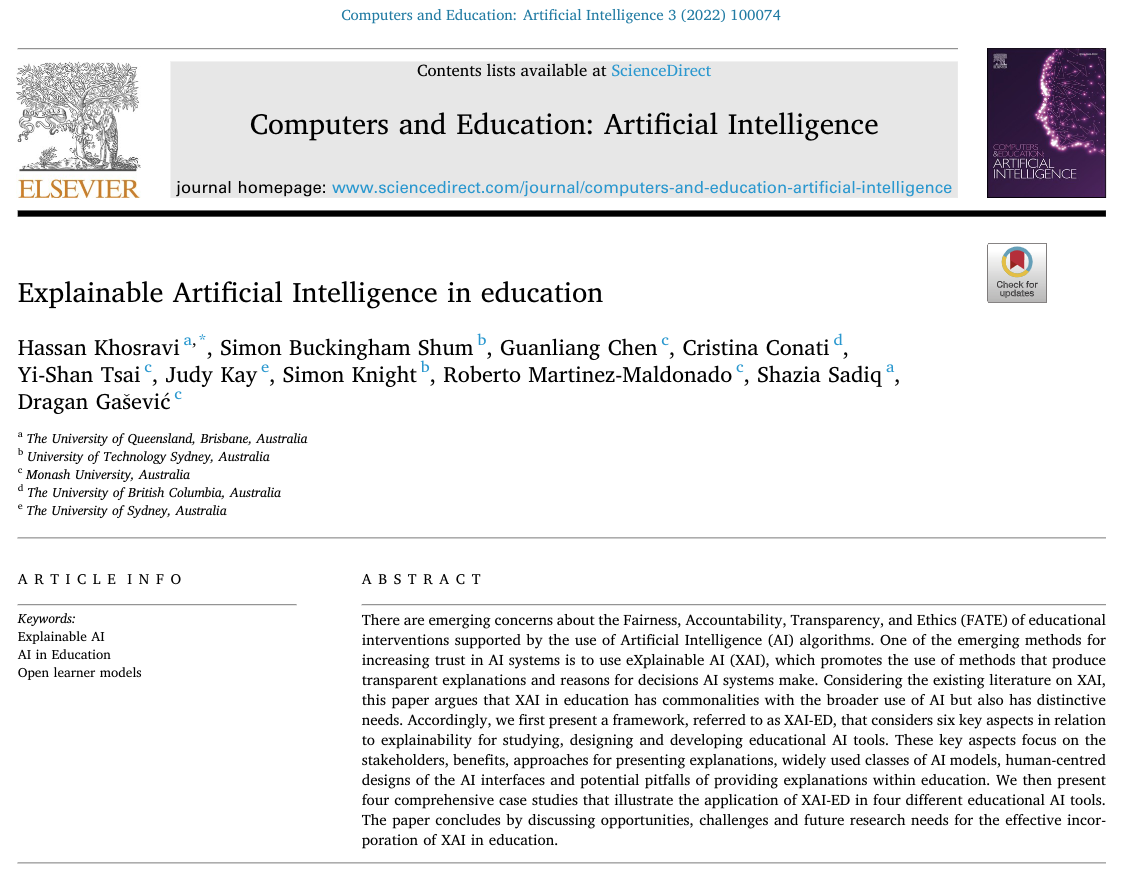 Computers and Education: Artificial Intelligence 3 (2022) 100074
Contents lists available at ScienceDirect
Computers and Education: Artificial Intelligence
journal homepage: www.sciencedirect.com/journal/computers-and-education-artificial-intelligence
ELSEVIER
COMPUTERS
&EDUCATION:
ARTIFICIAL
INTELLIGENCE
Check for
updates
Explainable Artificial Intelligence in education
Hassan Khosravi a,*, Simon Buckingham Shum b, Guanliang Chen c, Cristina Conati d,
Yi-Shan Tsai c, Judy Kay e, Simon Knight b, Roberto Martinez-Maldonado c, Shazia Sadiq a,
Dragan Gašević c
a The University of Queensland, Brisbane, Australia
b University of Technology Sydney, Australia
c Monash University, Australia
d The University of British Columbia, Australia
e The University of Sydney, Australia
ARTICLE INFO
Keywords:
Explainable AI
AI in Education
Open learner models
ABSTRACT
There are emerging concerns about the Fairness, Accountability, Transparency, and Ethics (FATE) of educational
interventions supported by the use of Artificial Intelligence (AI) algorithms. One of the emerging methods for
increasing trust in AI systems is to use eXplainable AI (XAI), which promotes the use of methods that produce
transparent explanations and reasons for decisions AI systems make. Considering the existing literature on XAI,
this paper argues that XAI in education has commonalities with the broader use of AI but also has distinctive
needs. Accordingly, we first present a framework, referred to as XAI-ED, that considers six key aspects in relation
to explainability for studying, designing and developing educational AI tools. These key aspects focus on the
stakeholders, benefits, approaches for presenting explanations, widely used classes of AI models, human-centred
designs of the AI interfaces and potential pitfalls of providing explanations within education. We then present
four comprehensive case studies that illustrate the application of XAI-ED in four different educational AI tools.
The paper concludes by discussing opportunities, challenges and future research needs for the effective incor-
poration of XAI in education.